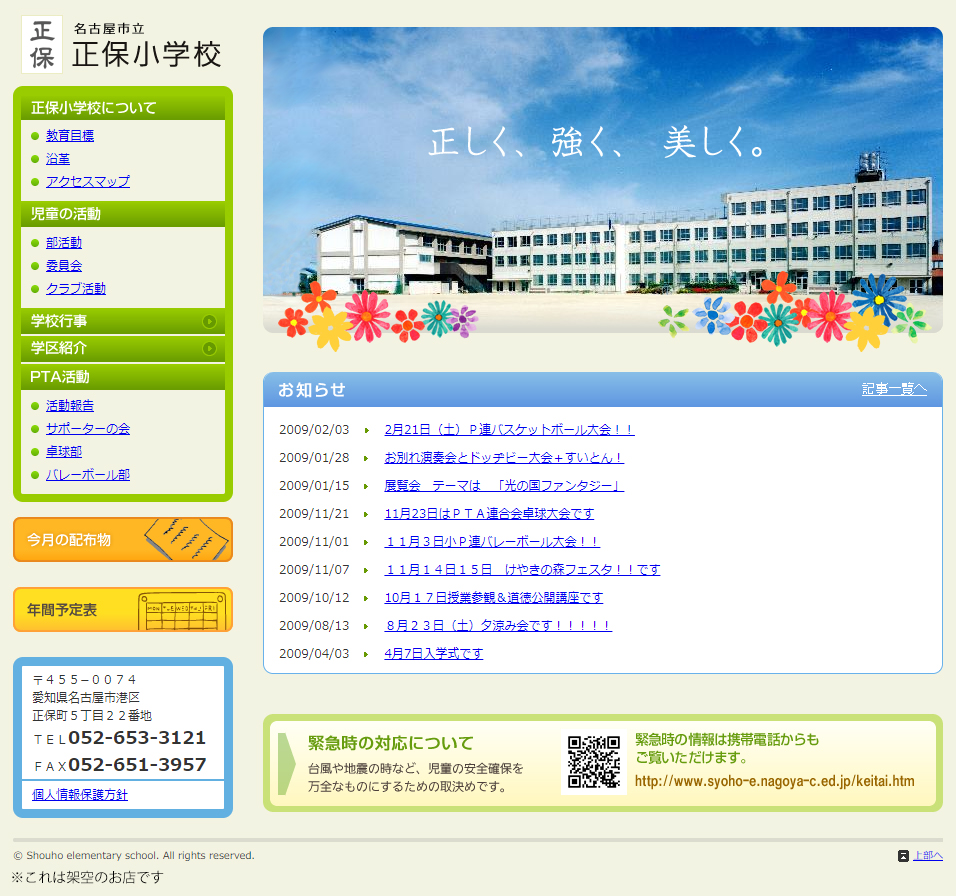 正保
名古屋市立
正保小学校
正しく、強く、美しく。
正保小学校について
教育目標
沿革
アクセスマップ
児童の活動
部活動
委員会
クラブ活動
学校行事
学区紹介
PTA活動
活動報告
サポーターの会
卓球部
バレーボール部
今月の配布物
年間予定表
MON TUE WED THU FRI
〒４５５−００７４
愛知県名古屋市港区
正保町５丁目２２番地
ＴＥＬ052-653-3121
ＦＡＸ052-651-3957
個人情報保護方針
お知らせ
記事一覧へ
2009/02/03 2月21日（土）Ｐ連バスケットボール大会！！
2009/01/28 お別れ演奏会とドッヂビー大会＋すいとん！
2009/01/15 展覧会　テーマは　「光の国ファンタジー」
2009/11/21 11月23日はＰＴＡ連合会卓球大会です
2009/11/01 １１月３日小Ｐ連バレーボール大会！！
2009/11/07 １１月１４日１５日　けやきの森フェスタ！！です
2009/10/12 10月１７日授業参観＆道徳公開講座です
2009/08/13 ８月２３日（土）夕涼み会です！！！！！
2009/04/03 4月7日入学式です
緊急時の対応について
台風や地震の時など、児童の安全確保を
万全なものにするための取決めです。
緊急時の情報は携帯電話からも
ご覧いただけます。
http://www.syoho-e.nagoya-c.ed.jp/keitai.htm
© Shouho elementary school. All rights reserved.
上部へ
※これは架空のお店です